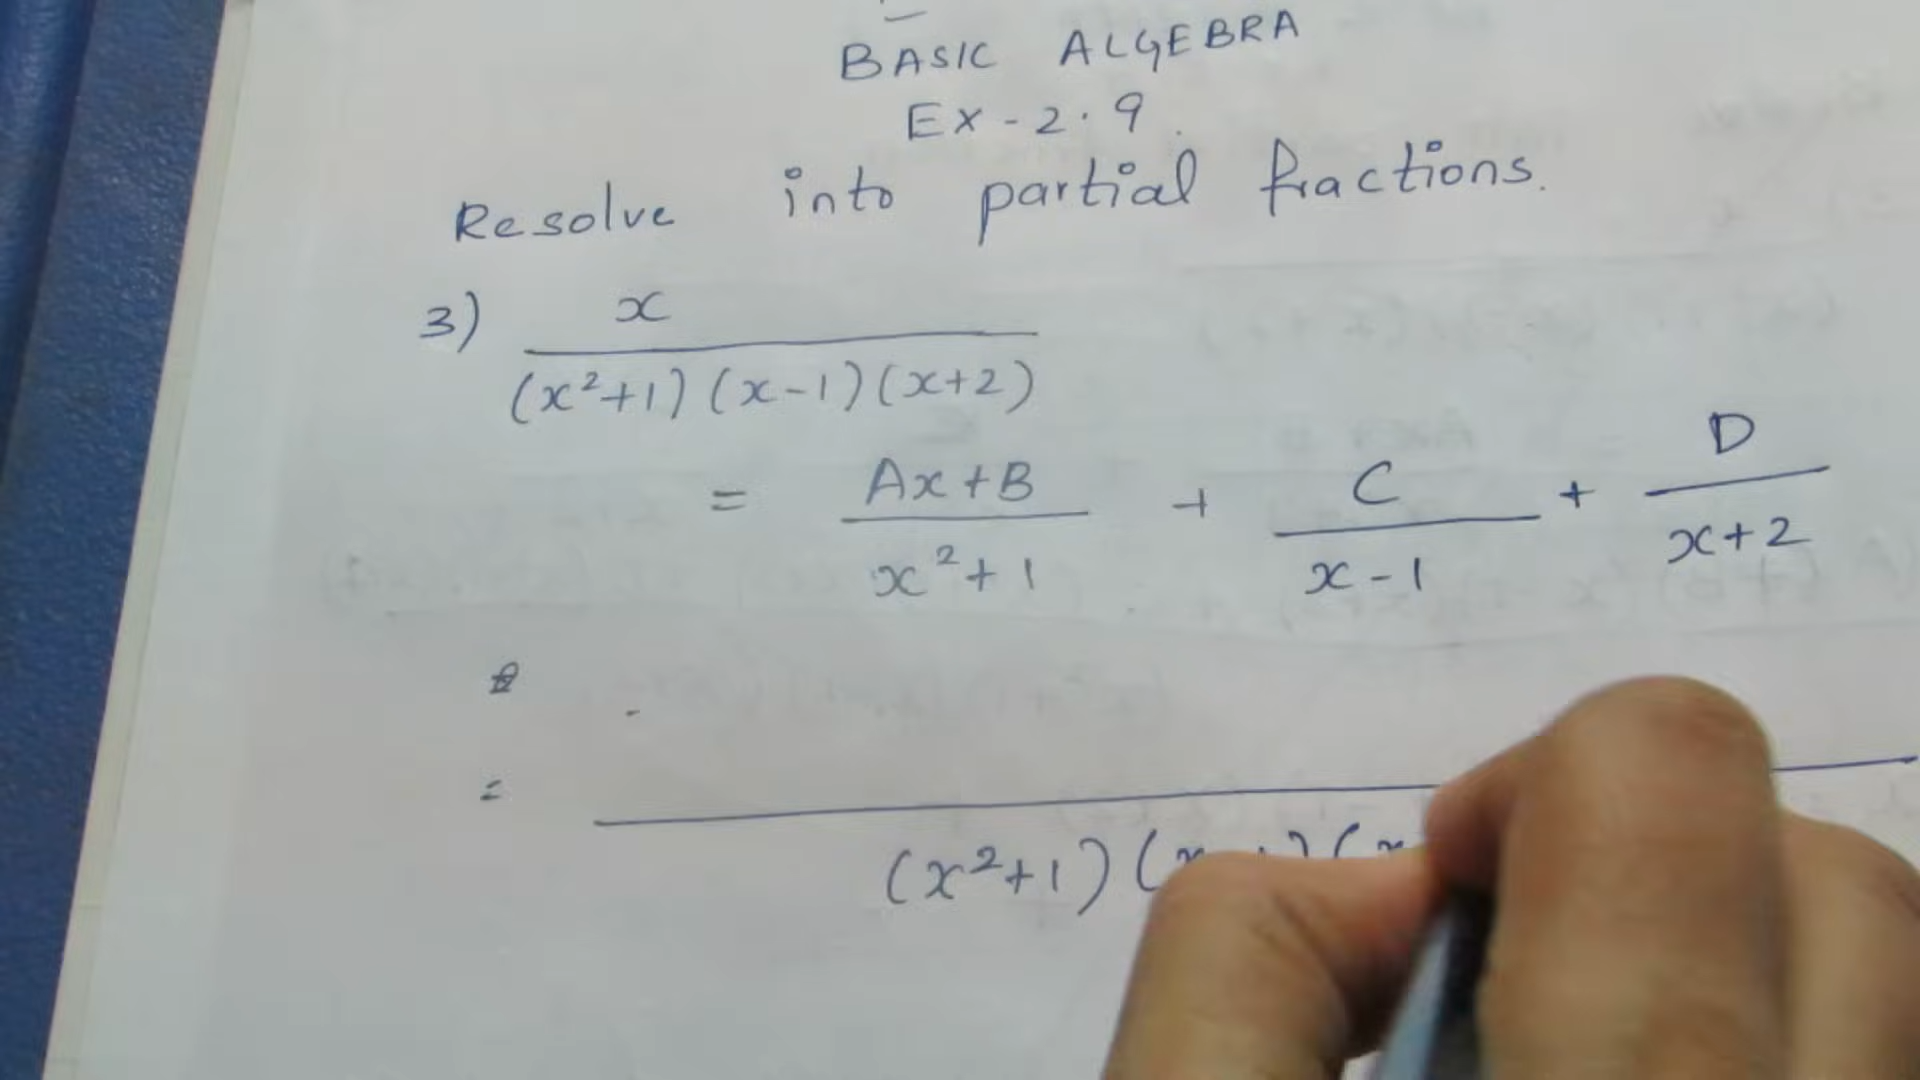 BASIC ALGEBRA
EX-2.9.
Resolve into partial fractions.
3) x
(x²+1)(x-1)(x+2)
= Ax+B/x²+1 + C/x-1 + D/x+2
=
(x²+1)(x